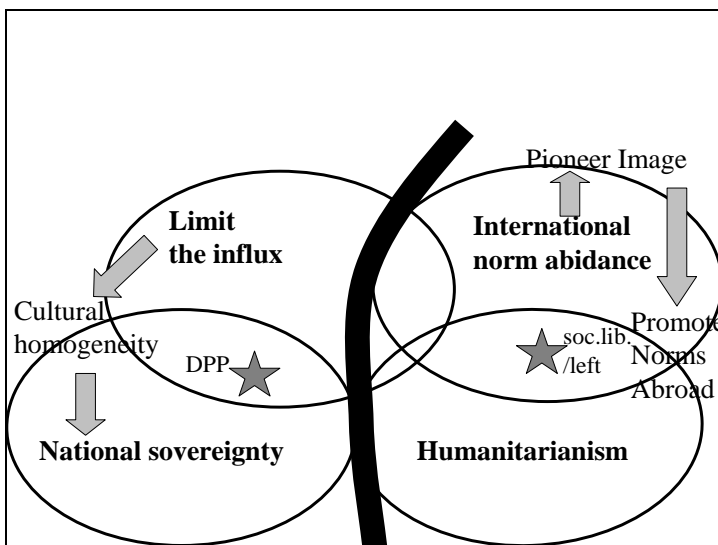 Pioneer Image
Limit
the influx
International
norm abidance
Cultural
homogeneity
DPP
soc.lib.
/left
Promote
Norms
Abroad
National sovereignty
Humanitarianism